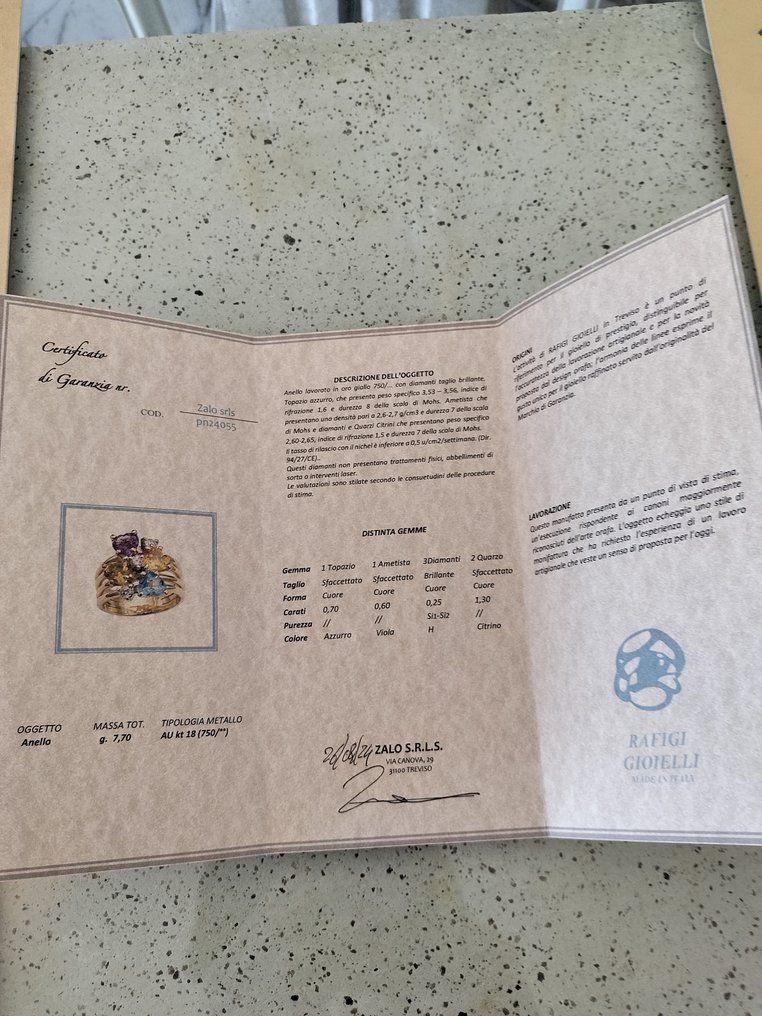 Certificato
di Garanzia nr.
COD.
Zalo srls
pn24055
OGGETTO MASSA TOT. TIPOLOGIA METALLO
Anello g. 7,70 AU kt 18 (750/°°)
DESCRIZIONE DELL'OGGETTO
Anello lavorato in oro giallo 750/... con diamanti taglio brillante,
Topazio azzurro, che presenta peso specifico 3,53 – 3,56, indice di
rifrazione 1,6 e durezza 8 della scala di Mohs. Ametista che
presentano una densità pari a 2,6-2,7 g/cm3 e durezza 7 della scala
di Mohs e diamanti e Quarzi Citrini che presentano peso specifico
2,60-2,65, indice di rifrazione 1,5 e durezza 7 della scala di Mohs.
Il tasso di rilascio con il nichel è inferiore a 0,5 u/cm2/settimana. (Dir.
94/27/CE)..
Questi diamanti non presentano trattamenti fisici, abbellimenti di
sorta o interventi laser.
Le valutazioni sono stilate secondo le consuetudini delle procedure
di stima.
DISTINTA GEMME
Gemma 1 Topazio 1 Ametista 3Diamanti 2 Quarzo
Taglio Sfaccettato Sfaccettato Brillante Sfaccettato
Forma Cuore Cuore Cuore Cuore
Carati 0,70 0,60 0,25 1,30
Purezza // // Si1-Si2 //
Colore Azzurro Viola H Citrino
26/08/24 ZALO S.R.L.S.
VIA CANOVA, 29
31100 TREVISO
ORIGINI
L'attività di RAFIGI GIOIELLI in Treviso è un punto di
riferimento per il gioiello di prestigio, distinguibile per
l'accuratezza della lavorazione artigianale e per la novità
proposta dal design orafo; l'armonia delle linee esprime il
gusto unico per il gioiello raffinato servito dall'originalità del
Marchio di Garanzia.
LAVORAZIONE
Questo manufatto presenta da un punto di vista di stima,
un'esecuzione rispondente ai canoni maggiormente
riconosciuti dell'arte orafa. L'oggetto echeggia uno stile di
manifattura che ha richiesto l'esperienza di un lavoro
artigianale che veste un senso di proposta per l'oggi.
RAFIGI
GIOIELLI
MADE IN ITALY